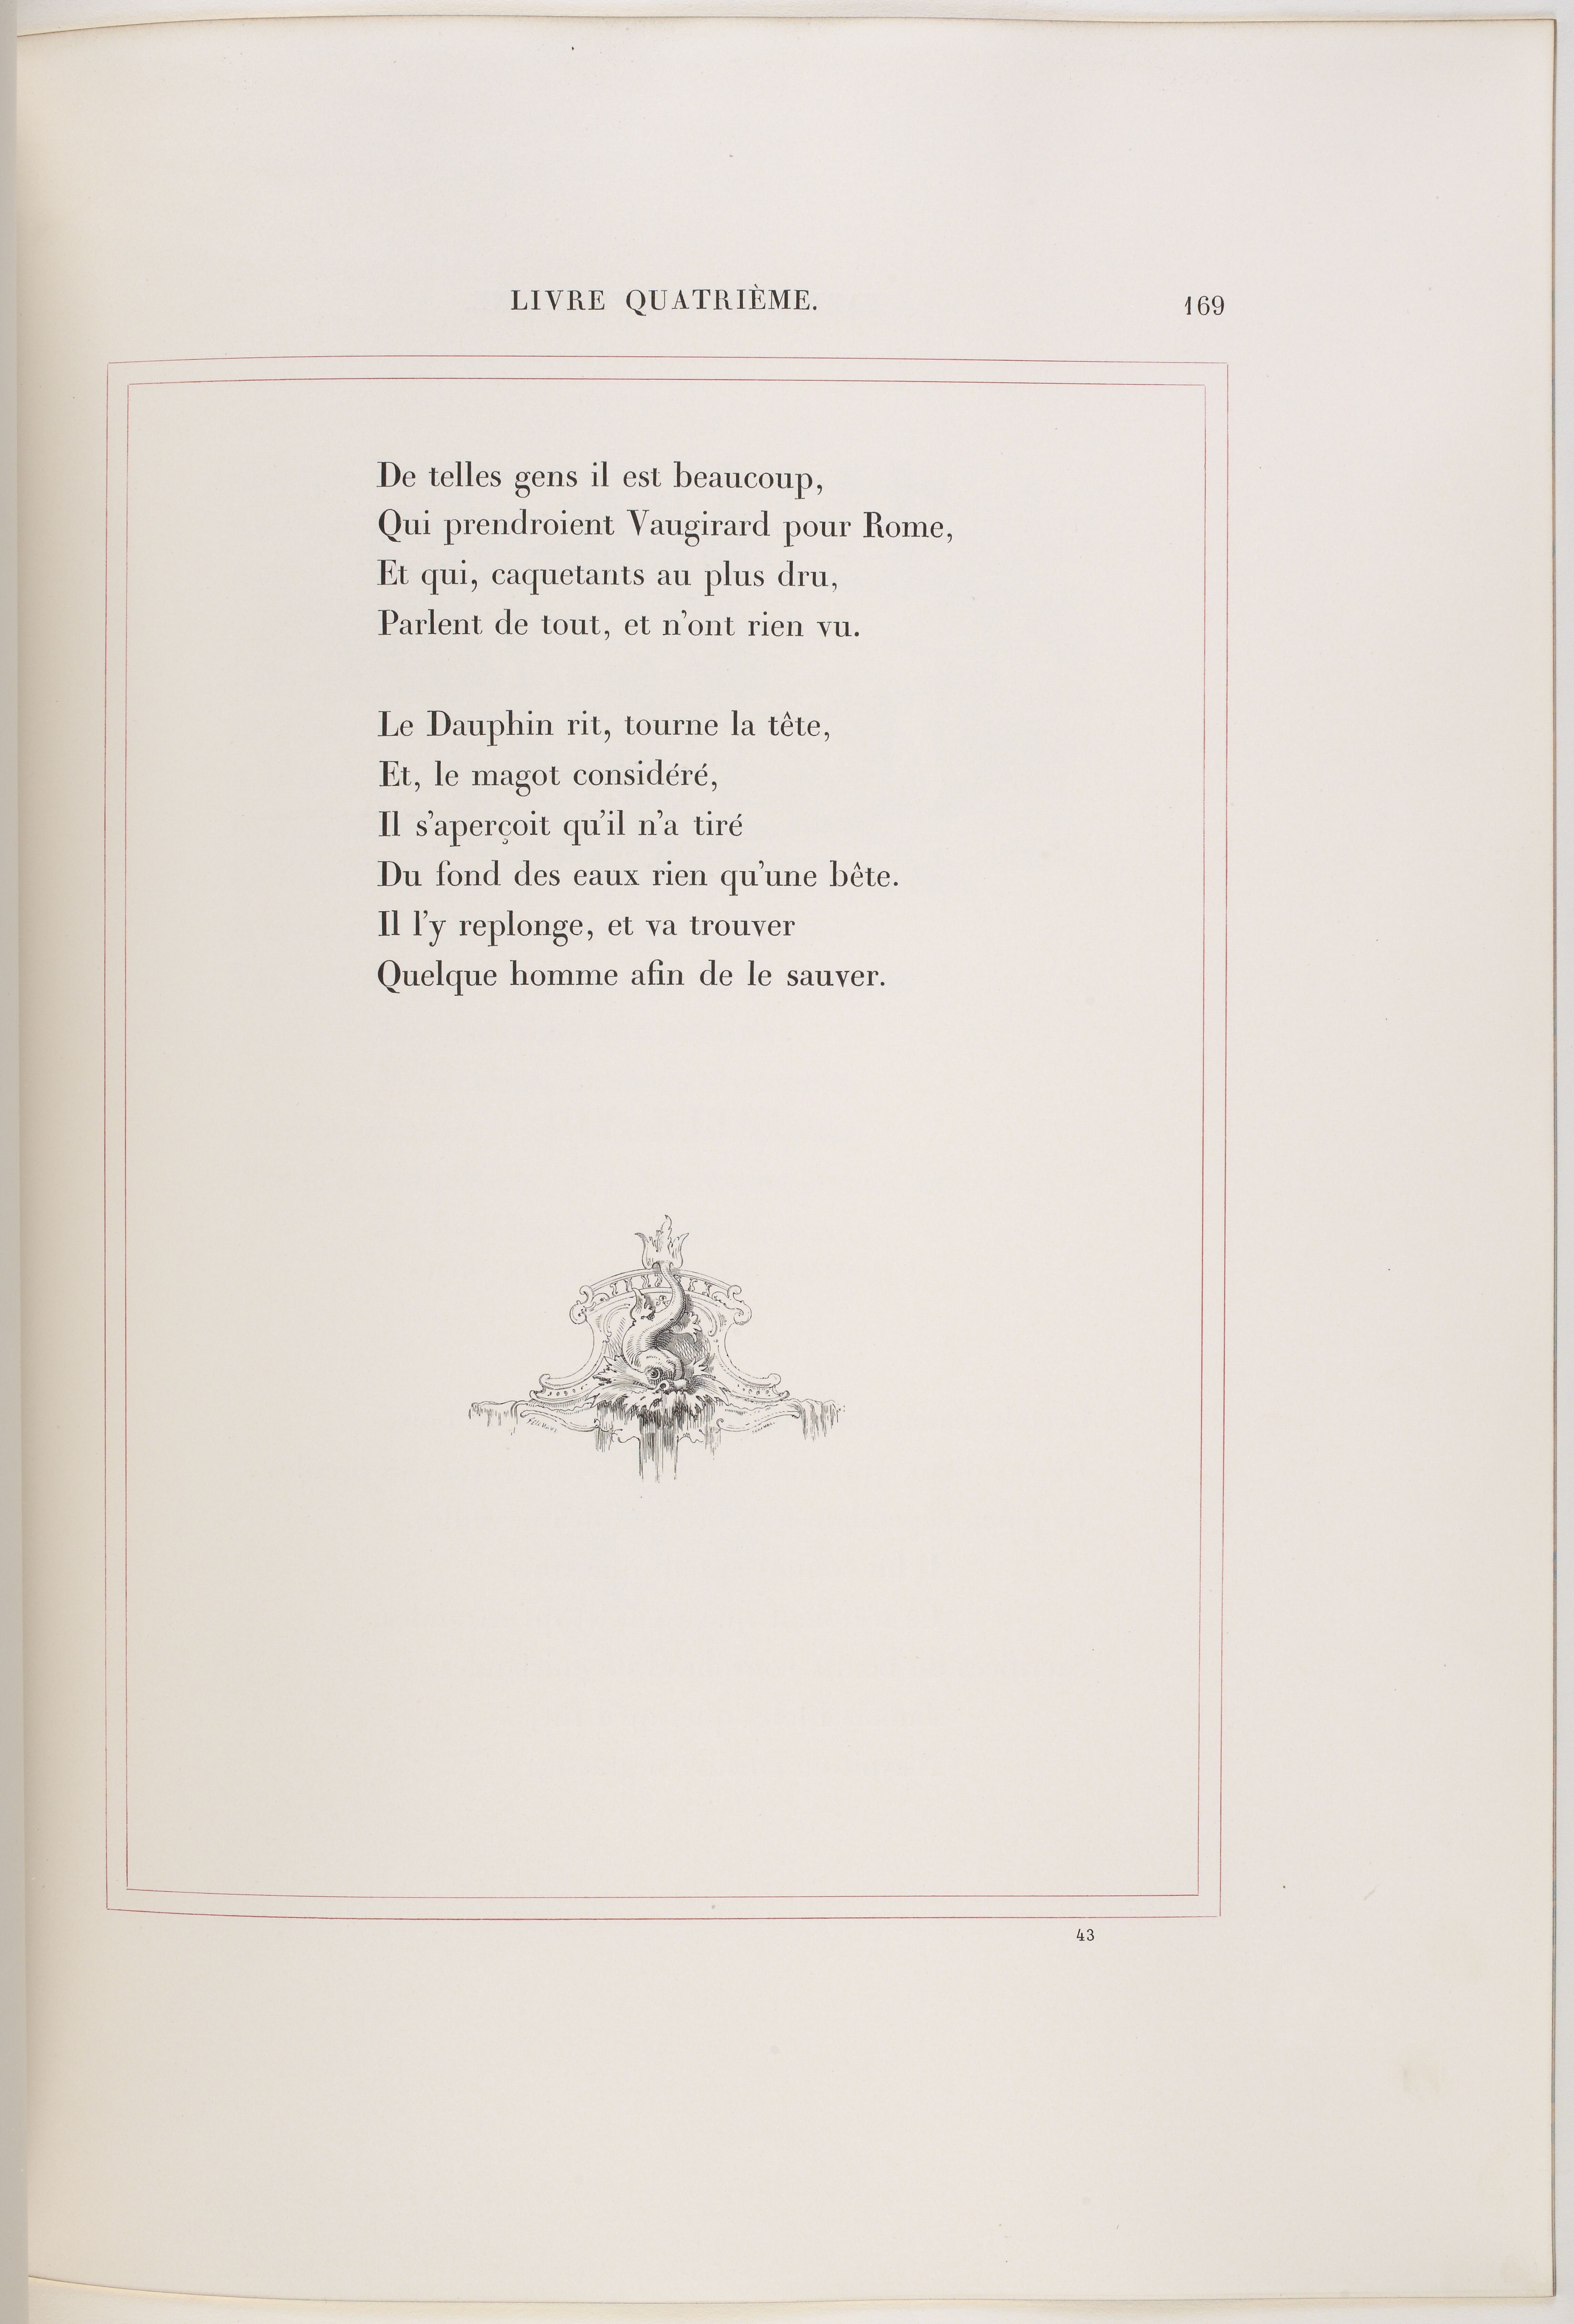 LIVRE QUATRIÈME.
169
De telles gens il est beaucoup,
Qui prendroient Vaugirard pour Rome,
Et qui, caquetants au plus dru,
Parlent de tout, et n'ont rien vu.
Le Dauphin rit, tourne la tête,
Et, le magot considéré,
Il s'aperçoit qu'il n'a tiré
Du fond des eaux rien qu'une bête.
Il l'y replonge, et va trouver
Quelque homme afin de le sauver.
43